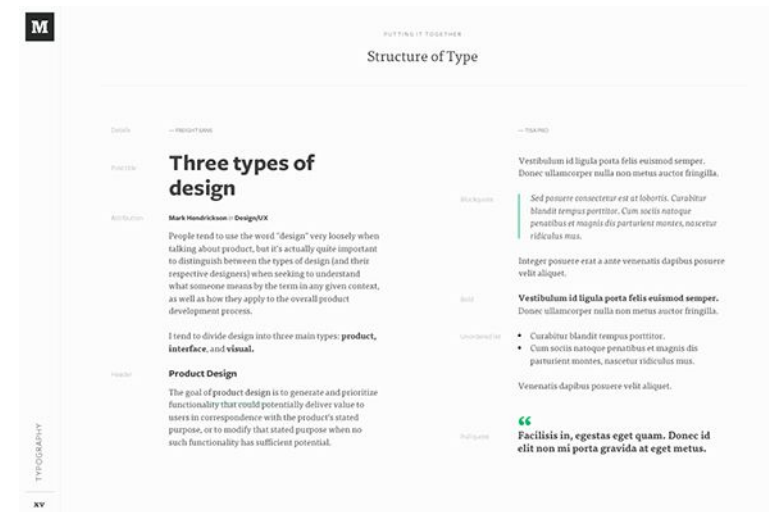 M
PUTTING IT TOGETHER
Structure of Type
Details
— FREIGHT SANS
Post title
Three types of
design
Attribution
Mark Hendrickson in Design/UX
People tend to use the word "design" very loosely when
talking about product, but it's actually quite important
to distinguish between the types of design (and their
respective designers) when seeking to understand
what someone means by the term in any given context,
as well as how they apply to the overall product
development process.
I tend to divide design into three main types: product,
interface, and visual.
Header
Product Design
The goal of product design is to generate and prioritize
functionality that could potentially deliver value to
users in correspondence with the product's stated
purpose, or to modify that stated purpose when no
such functionality has sufficient potential.
— TISA PRO
Vestibulum id ligula porta felis euismod semper.
Donec ullamcorper nulla non metus auctor fringilla.
Blockquote
Sed posuere consectetur est at lobortis. Curabitur
blandit tempus porttitor. Cum sociis natoque
penatibus et magnis dis parturient montes, nascetur
ridiculus mus.
Integer posuere erat a ante venenatis dapibus posuere
velit aliquet.
Bold
Vestibulum id ligula porta felis euismod semper.
Donec ullamcorper nulla non metus auctor fringilla.
Unordered list
• Curabitur blandit tempus porttitor.
• Cum sociis natoque penatibus et magnis dis
parturient montes, nascetur ridiculus mus.
Venenatis dapibus posuere velit aliquet.
Pull quote
“
Facilisis in, egestas eget quam. Donec id
elit non mi porta gravida at eget metus.
TYPOGRAPHY
XV